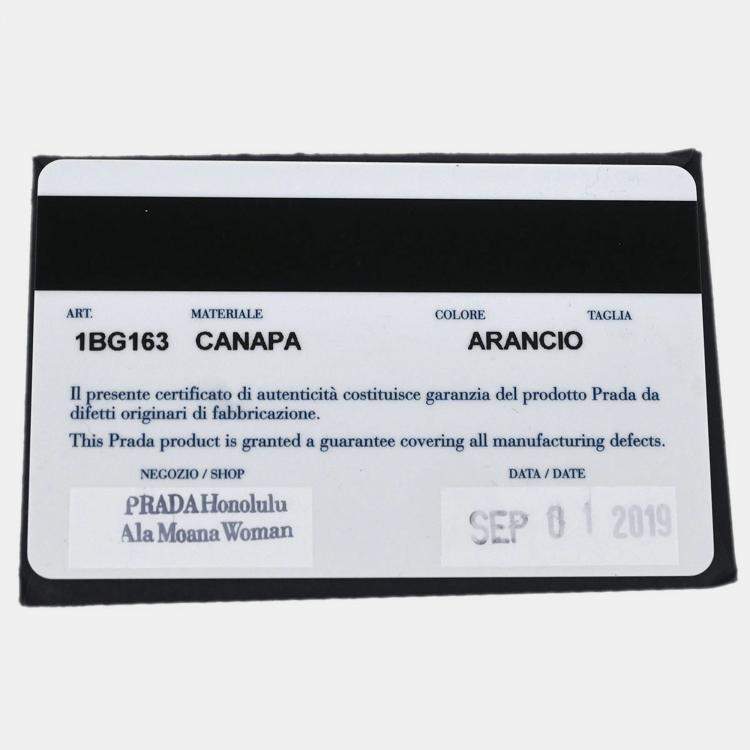 ART. MATERIALE COLORE TAGLIA
1BG163 CANAPA ARANCIO
Il presente certificato di autenticità costituisce garanzia del prodotto Prada da
difetti originari di fabbricazione.
This Prada product is granted a guarantee covering all manufacturing defects.
NEGOZIO / SHOP DATA / DATE
PRADA Honolulu
Ala Moana Woman
SEP 01 2019